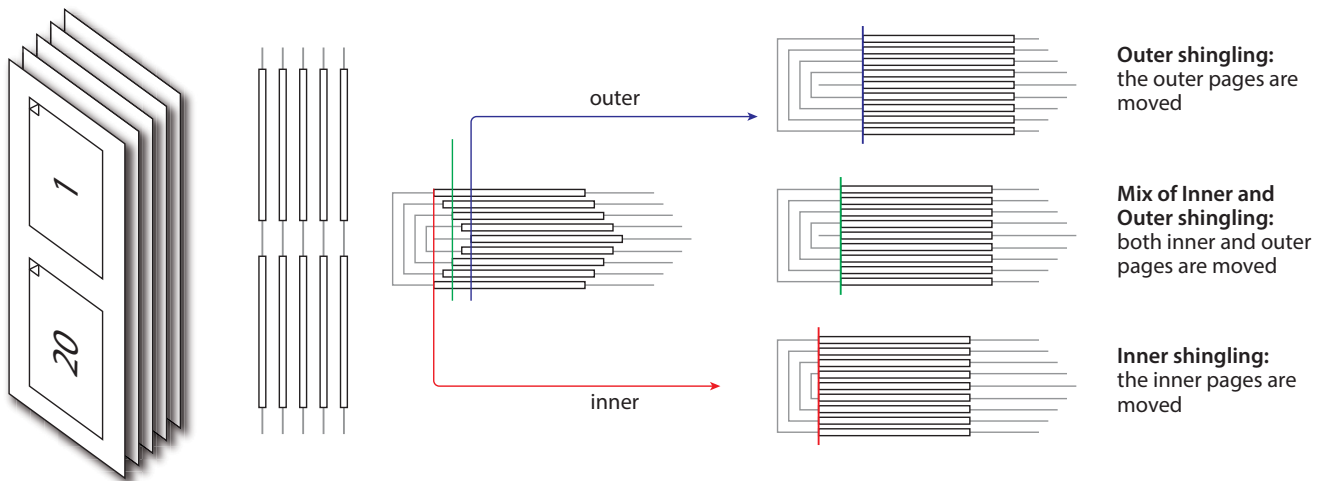 1
20
outer
inner
Outer shingling:
the outer pages are
moved
Mix of Inner and
Outer shingling:
both inner and outer
pages are moved
Inner shingling:
the inner pages are
moved